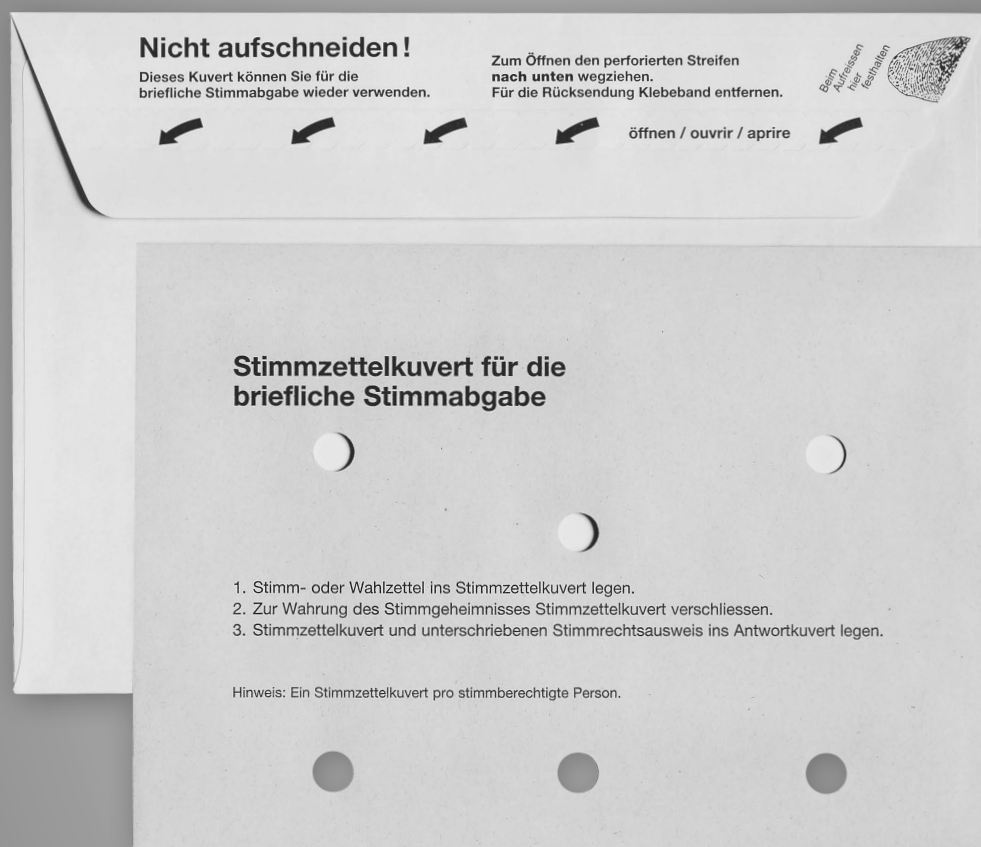 Nicht aufschneiden!
Dieses Kuvert können Sie für die
briefliche Stimmabgabe wieder verwenden.
Zum Öffnen den perforierten Streifen
nach unten wegziehen.
Für die Rücksendung Klebeband entfernen.
Beim
Aufreissen
hier
festhalten
öffnen / ouvrir / aprire
Stimmzettelkuvert für die
briefliche Stimmabgabe
1. Stimm- oder Wahlzettel ins Stimmzettelkuvert legen.
2. Zur Wahrung des Stimmgeheimnisses Stimmzettelkuvert verschliessen.
3. Stimmzettelkuvert und unterschriebenen Stimmrechtsausweis ins Antwortkuvert legen.
Hinweis: Ein Stimmzettelkuvert pro stimmberechtigte Person.